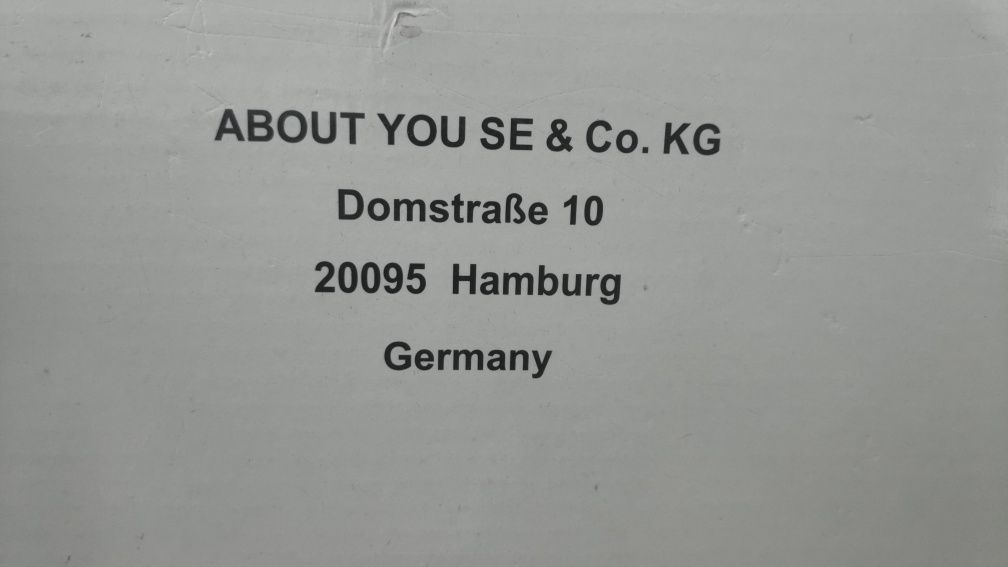 ABOUT YOU SE & Co. KG
Domstraße 10
20095 Hamburg
Germany